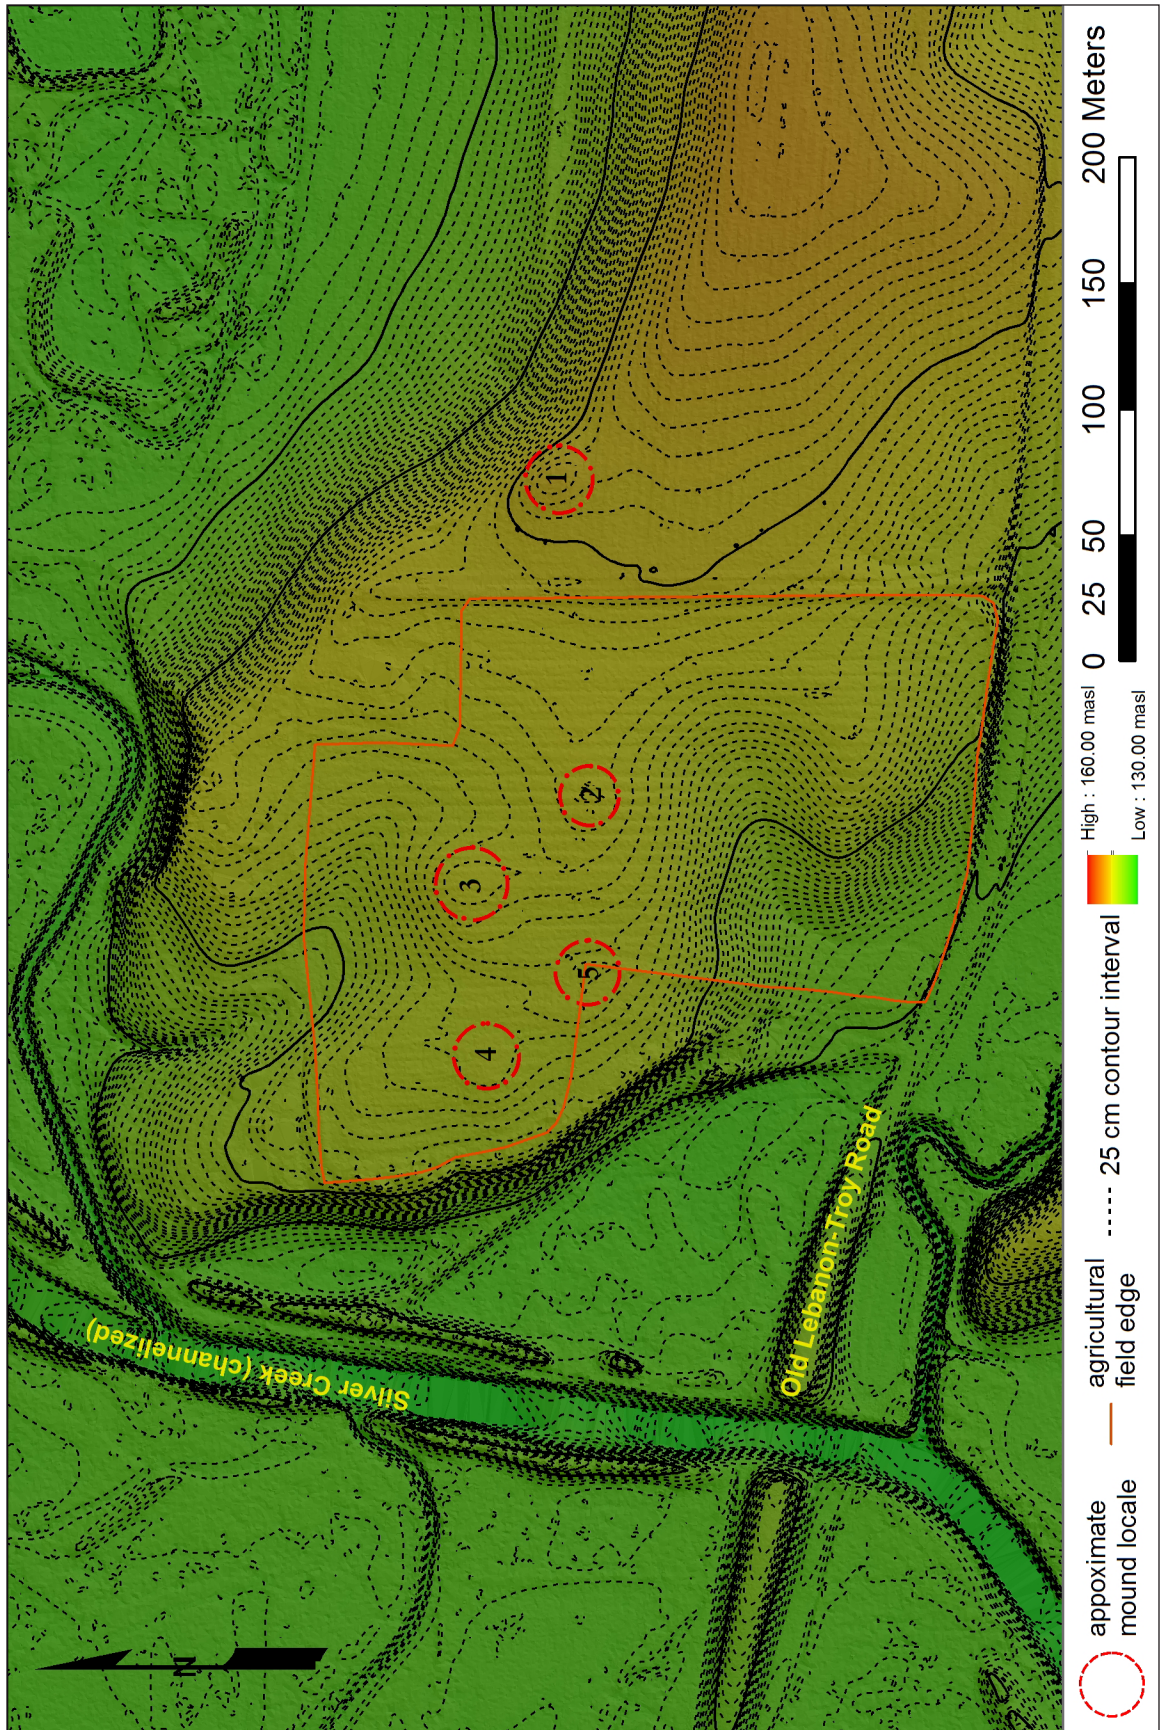 N
Silver Creek (channelized)
Old Lebanon-Troy Road
1
2
3
4
5
appoximate
mound locale
agricultural
field edge
25 cm contour interval
High : 160.00 masl
Low : 130.00 masl
0 25 50 100 150 200 Meters